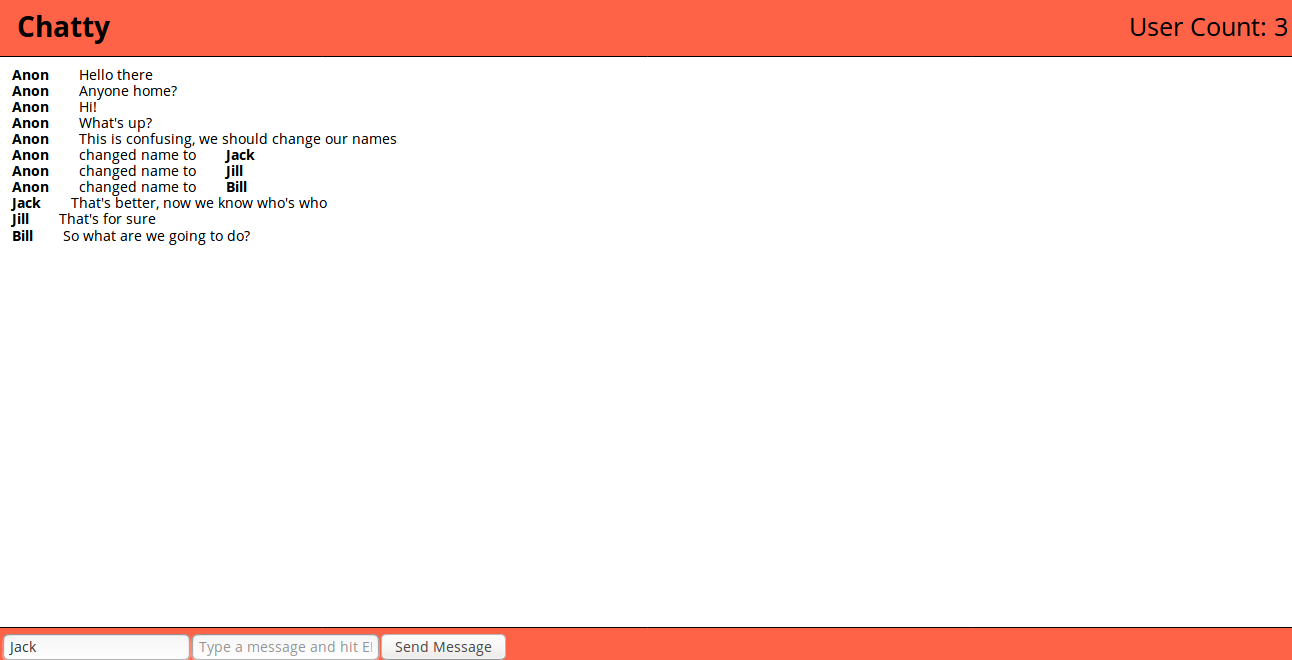 Chatty
User Count: 3
Anon Hello there
Anon Anyone home?
Anon Hi!
Anon What's up?
Anon This is confusing, we should change our names
Anon changed name to Jack
Anon changed name to Jill
Anon changed name to Bill
Jack That's better, now we know who's who
Jill That's for sure
Bill So what are we going to do?
Jack
Type a message and hit
Send Message